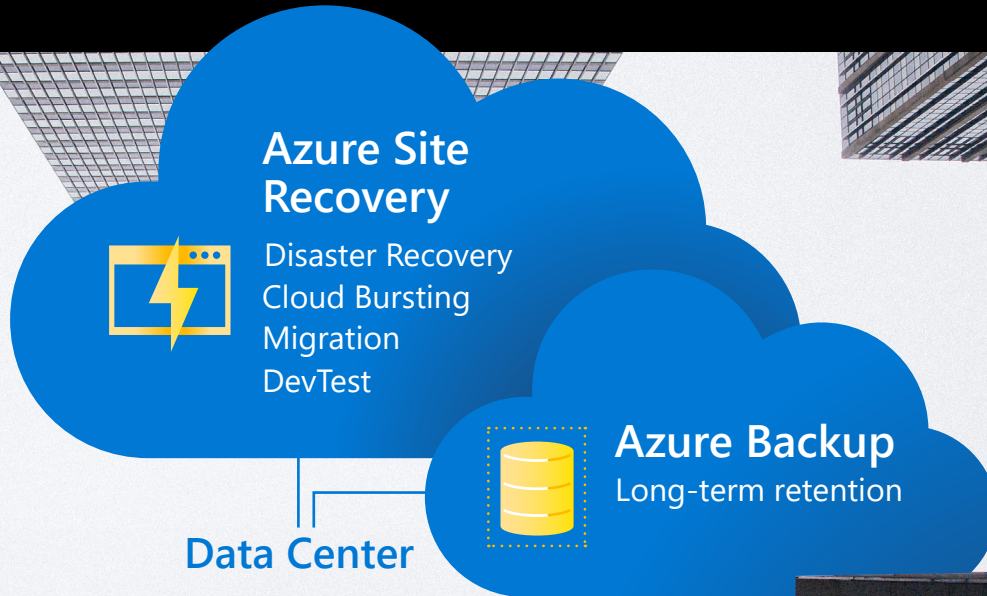 Azure Site
Recovery
Disaster Recovery
Cloud Bursting
Migration
DevTest
Azure Backup
Long-term retention
Data Center